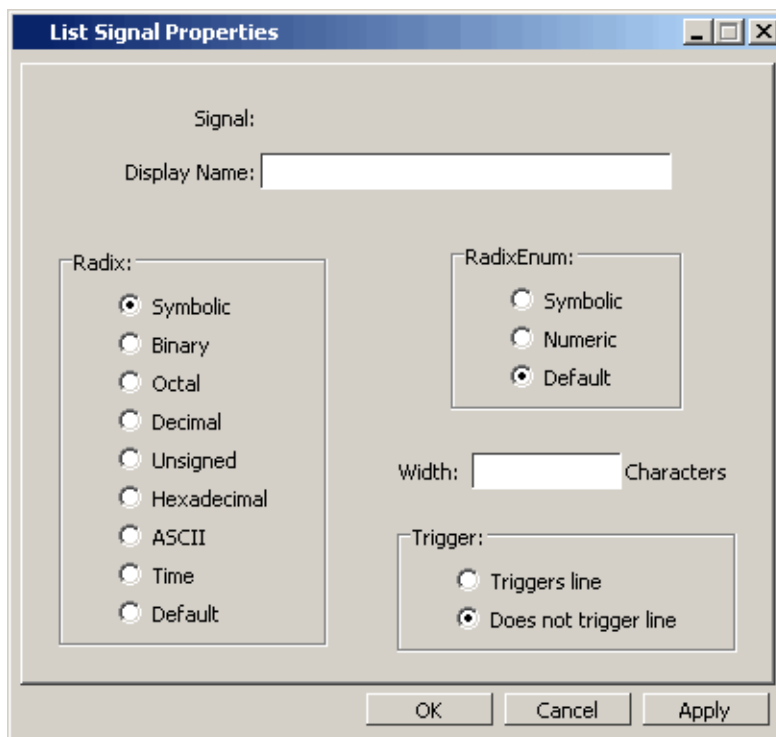 List Signal Properties
Signal:
Display Name:
Radix:
Symbolic
Binary
Octal
Decimal
Unsigned
Hexadecimal
ASCII
Time
Default
RadixEnum:
Symbolic
Numeric
Default
Width: Characters
Trigger:
Triggers line
Does not trigger line
OK Cancel Apply